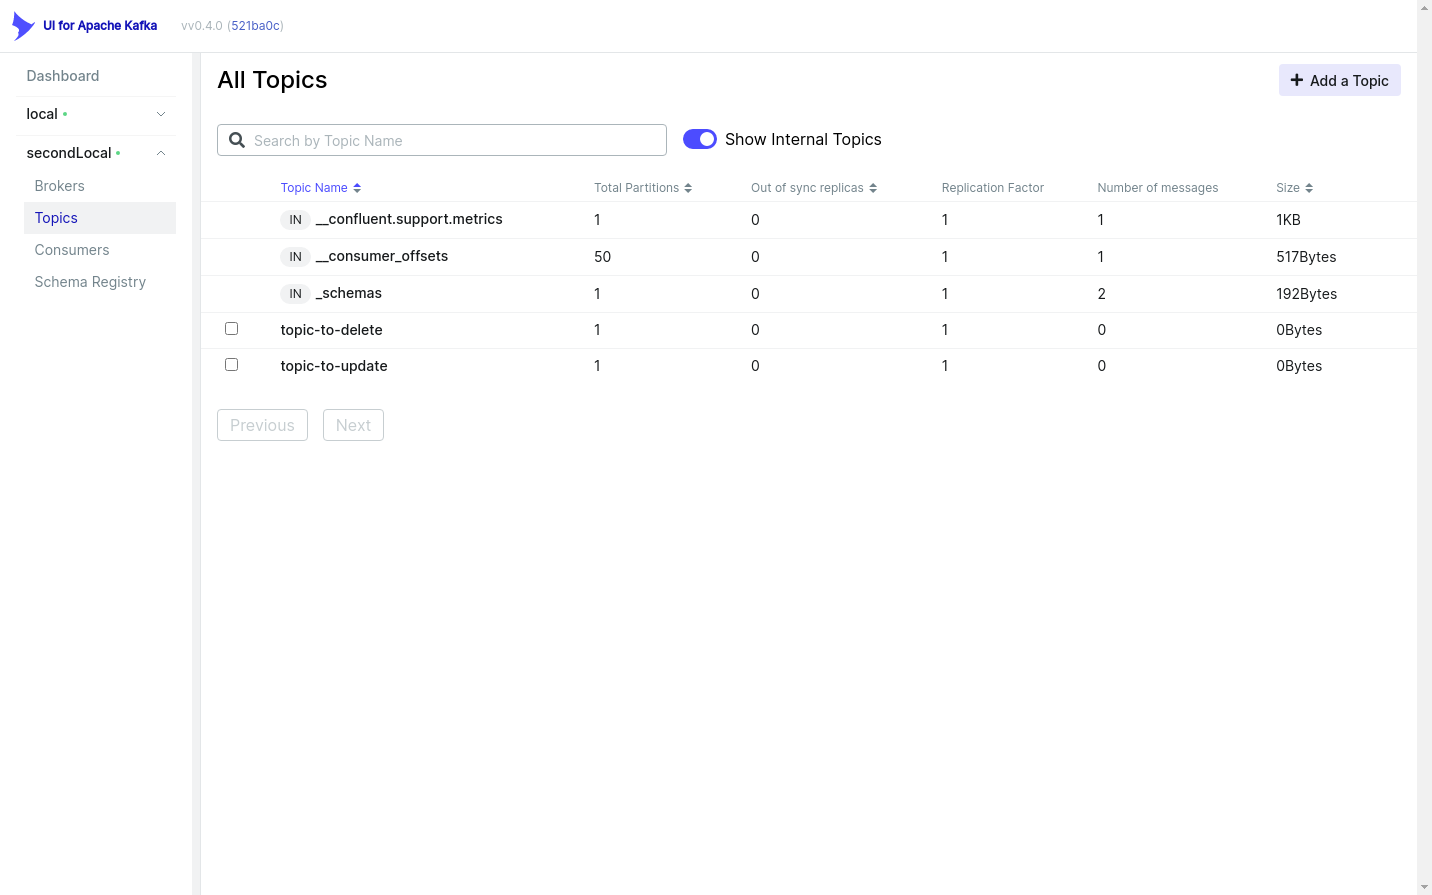 UI for Apache Kafka vv0.4.0 (521ba0c)
Dashboard
local
secondLocal
Brokers
Topics
Consumers
Schema Registry
All Topics
Add a Topic
Search by Topic Name
Show Internal Topics
Topic Name Total Partitions Out of sync replicas Replication Factor Number of messages Size
IN __confluent.support.metrics 1 0 1 1 1KB
IN __consumer_offsets 50 0 1 1 517Bytes
IN _schemas 1 0 1 2 192Bytes
topic-to-delete 1 0 1 0 0Bytes
topic-to-update 1 0 1 0 0Bytes
Previous Next